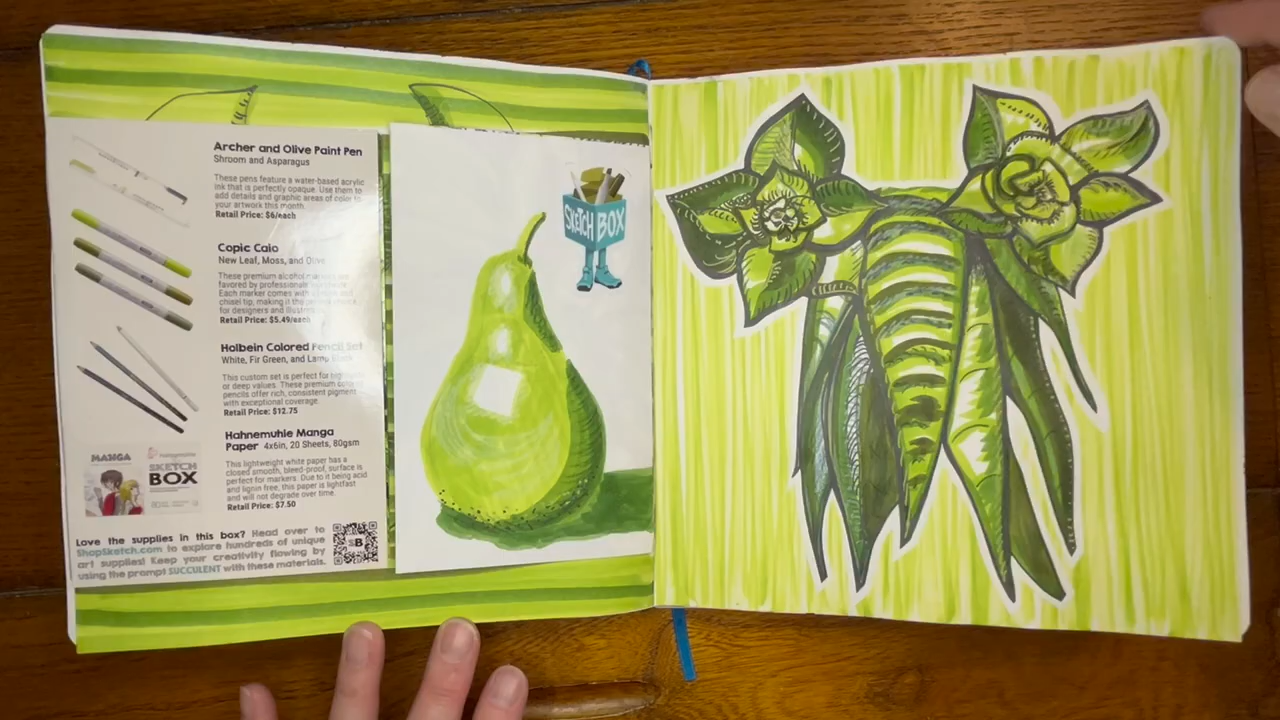 Archer and Olive Paint Pen
Shroom and Asparagus
These pens feature a water-based acrylic
ink that is perfectly opaque. Use them to
add details and graphic areas of color to
your artwork this month.
Retail Price: $6/each
Copic Caio
New Leaf, Moss, and Olive
These premium alcohol markers are
favored by professionals
Each marker comes with a and
chisel tip, making it the choice
for designers and
Retail Price: $5.49/each
Holbein Colored Pencil Set
White, Fir Green, and Lamp Black
This custom set is perfect for
or deep values. These premium
pencils offer rich, consistent pigment
with exceptional coverage.
Retail Price: $12.75
Hahnemuhle Manga
Paper 4x6in, 20 Sheets, 80gsm
This lightweight white paper has a
closed smooth, bleed-proof, surface is
perfect for markers. Due to it being acid
and lignin free, this paper is lightfast
and will not degrade over time.
Retail Price: $7.50
MANGA
SKETCH
BOX
Love the supplies in this box? Head over to
ShopSketch.com to explore hundreds of unique
art supplies! Keep your creativity flowing by
using the prompt SUCCULENT with these materials.
SB
SKETCH BOX